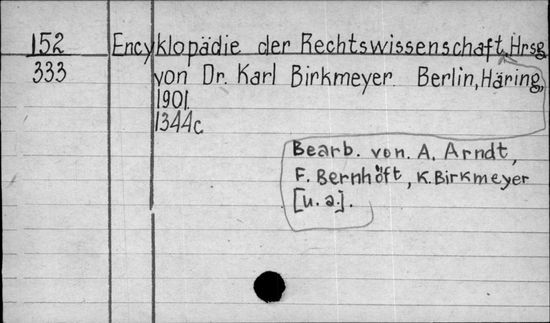 152
333
Encyklopädie der Rechtswissenschaft, Hrsg
von Dr. Karl Birkmeyer. Berlin, Häring,
1901.
1344c.
Bearb. von A. Arndt,
F. Bernhöft, K. Birkmeyer
[u. a.].